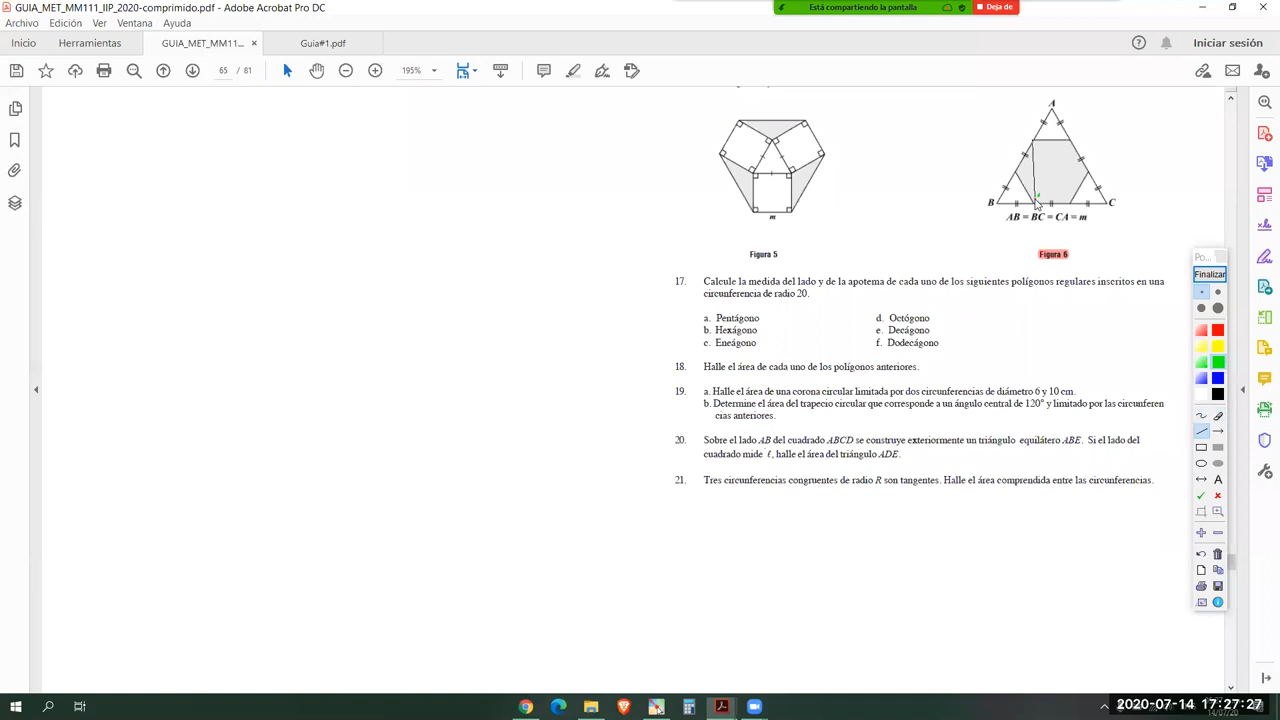 GUIA_MET_MM111_IIP_2020-comprimido.pdf - Adobe Acrobat Pro DC
Está compartiendo la pantalla
Deja de
Archivo Edición Ver Ventana Ayuda
Inicio Herramientas GUIA_MET_MM11... × Guia#1.pdf Iniciar sesión
65 / 81 195%
A
B C
AB = BC = CA = m
m
Figura 5 Figura 6
Po...
Finalizar
17. Calcule la medida del lado y de la apotema de cada uno de los siguientes polígonos regulares inscritos en una
circunferencia de radio 20.
a. Pentágono d. Octógono
b. Hexágono e. Decágono
c. Eneágono f. Dodecágono
18. Halle el área de cada uno de los polígonos anteriores.
19. a. Halle el área de una corona circular limitada por dos circunferencias de diámetro 6 y 10 cm.
b. Determine el área del trapecio circular que corresponde a un ángulo central de 120° y limitado por las circunferen
cias anteriores.
20. Sobre el lado AB del cuadrado ABCD se construye exteriormente un triángulo equilátero ABE. Si el lado del
cuadrado mide ℓ, halle el área del triángulo ADE.
21. Tres circunferencias congruentes de radio R son tangentes. Halle el área comprendida entre las circunferencias.
A
2020-07-14 17:27:27